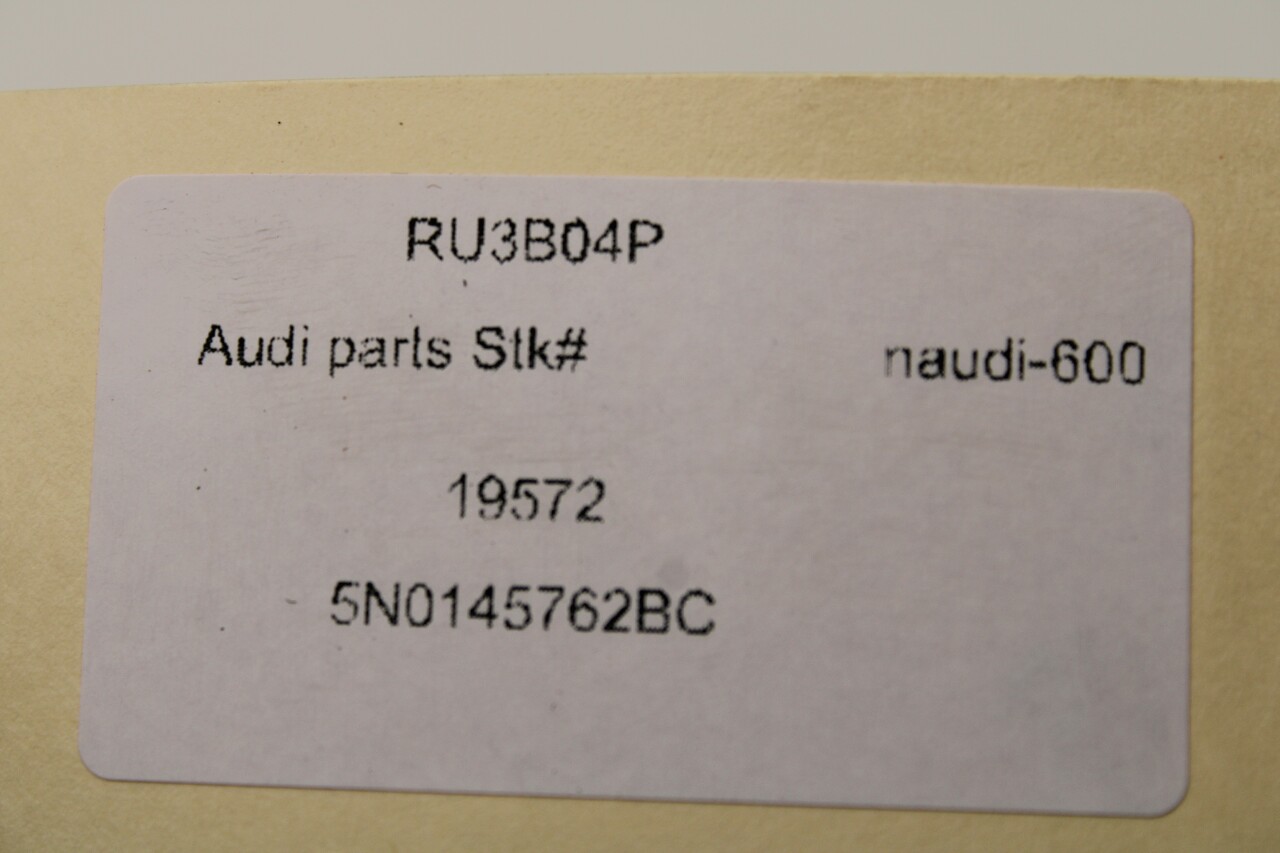 RU3B04P
Audi parts Stk# naudi-600
19572
5N0145762BC